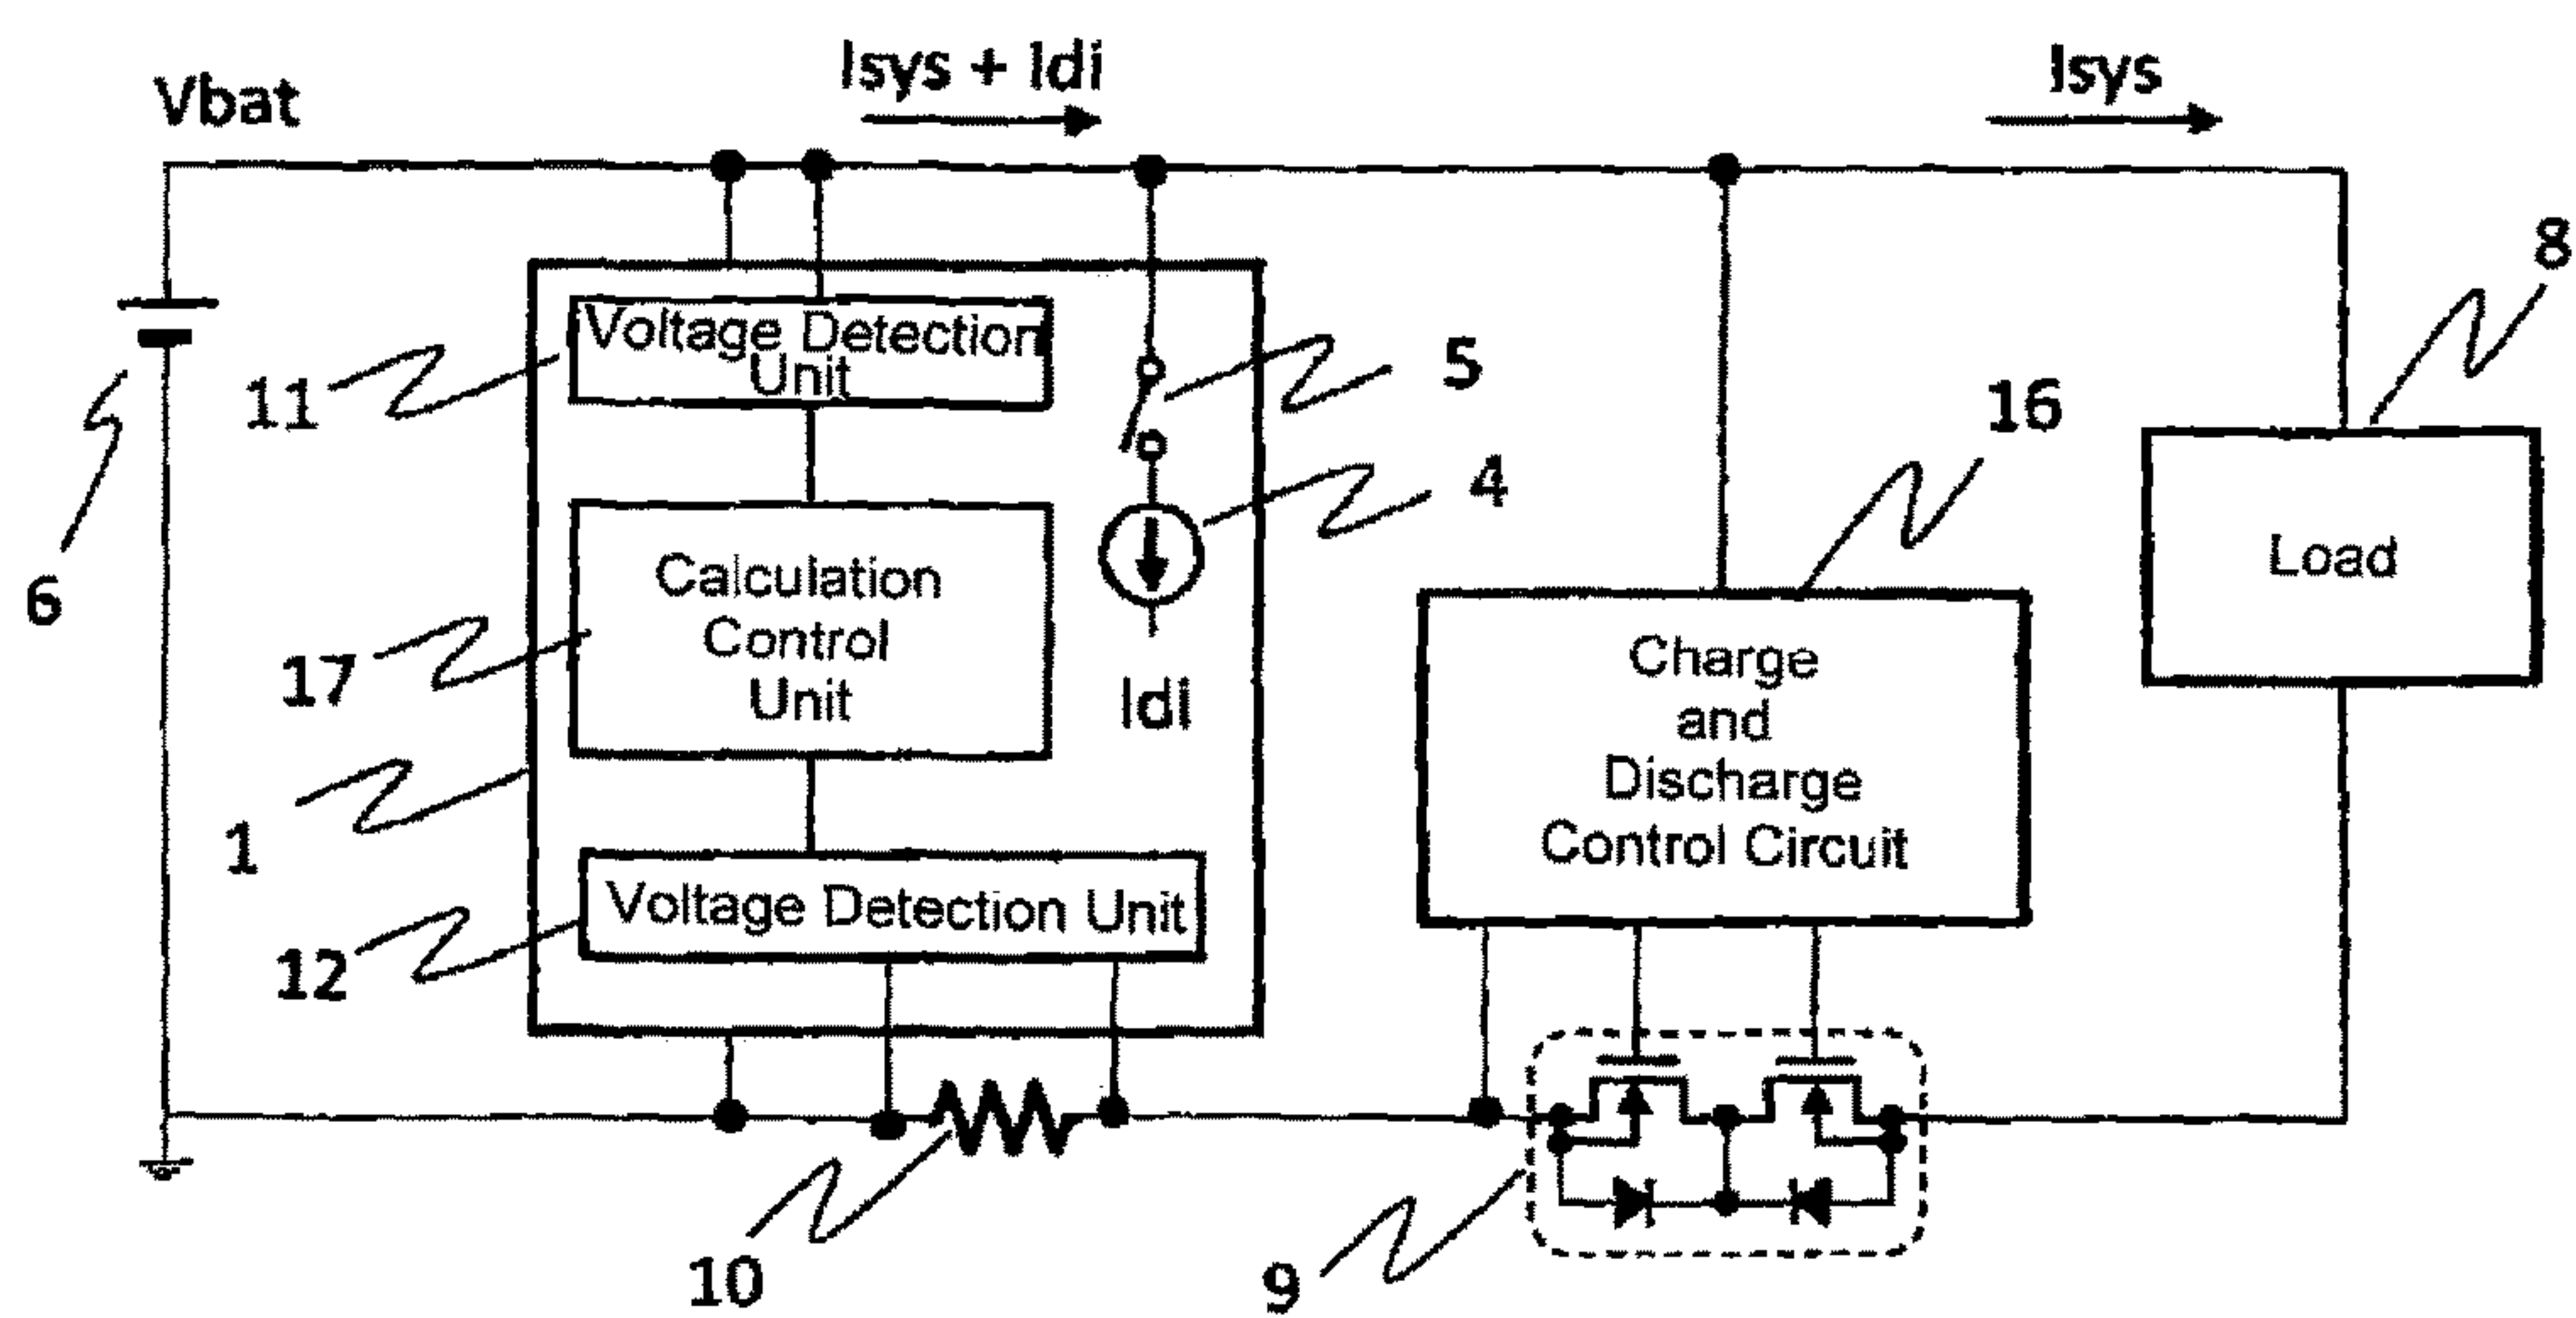 Isys + Idi
Isys
Vbat
8
Voltage Detection
Unit
11
5
16
4
Load
6
Calculation
Control
Unit
17
Idi
Charge
and
Discharge
Control Circuit
1
Voltage Detection Unit
12
10
9